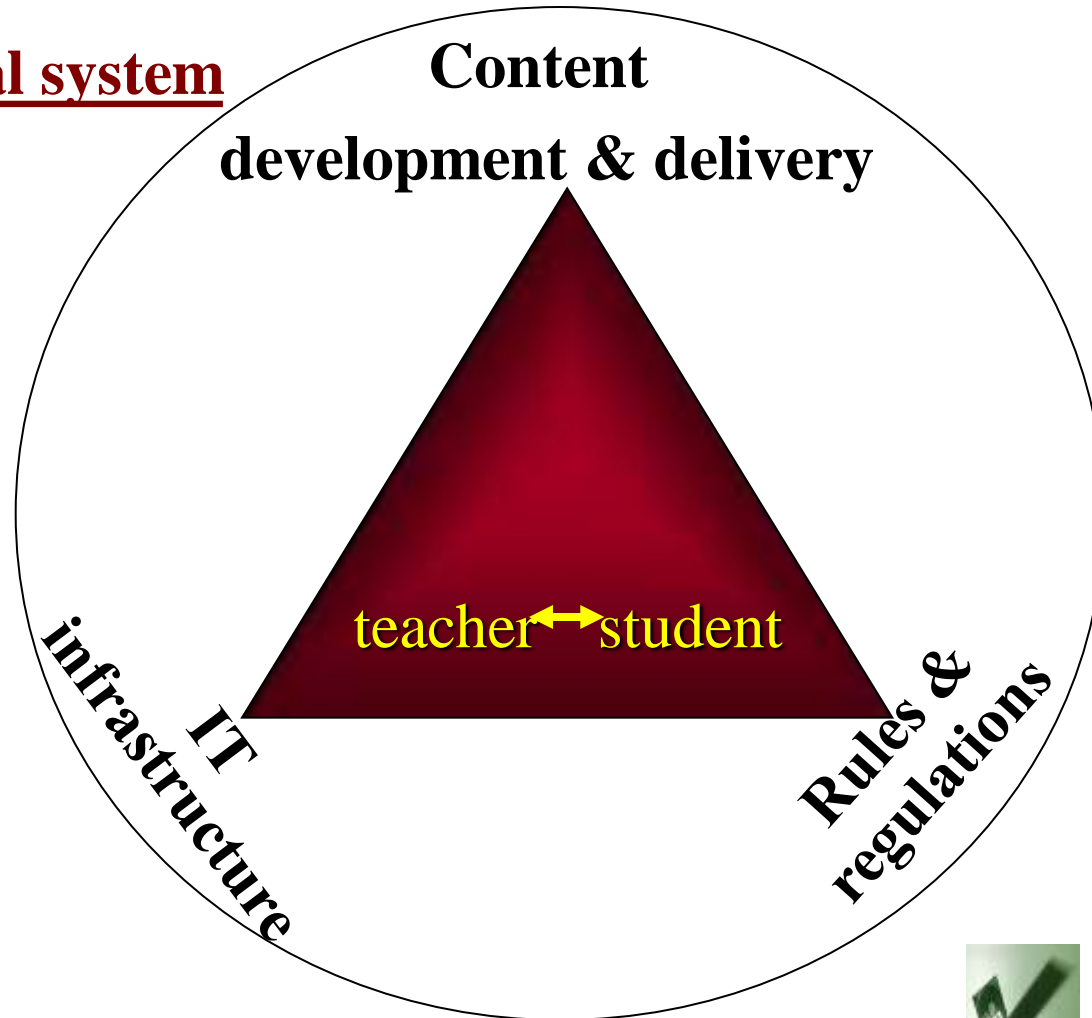 al system
Content
development & delivery
teacher student
IT
infrastructure
Rules &
regulations